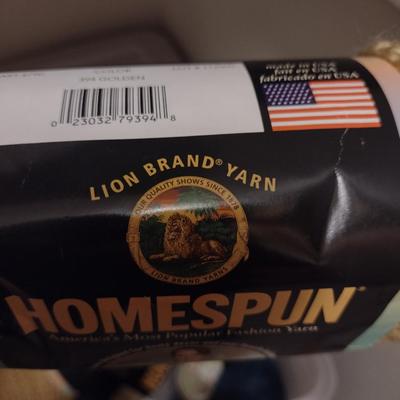 COLOR
394 GOLDEN
0 23032 79394 8
made in USA
fait en USA
fabricado en USA
LION BRAND® YARN
OUR QUALITY SHOWS SINCE 1878
LION BRAND YARNS
HOMESPUN®
America's Most Popular Fashion Yarn